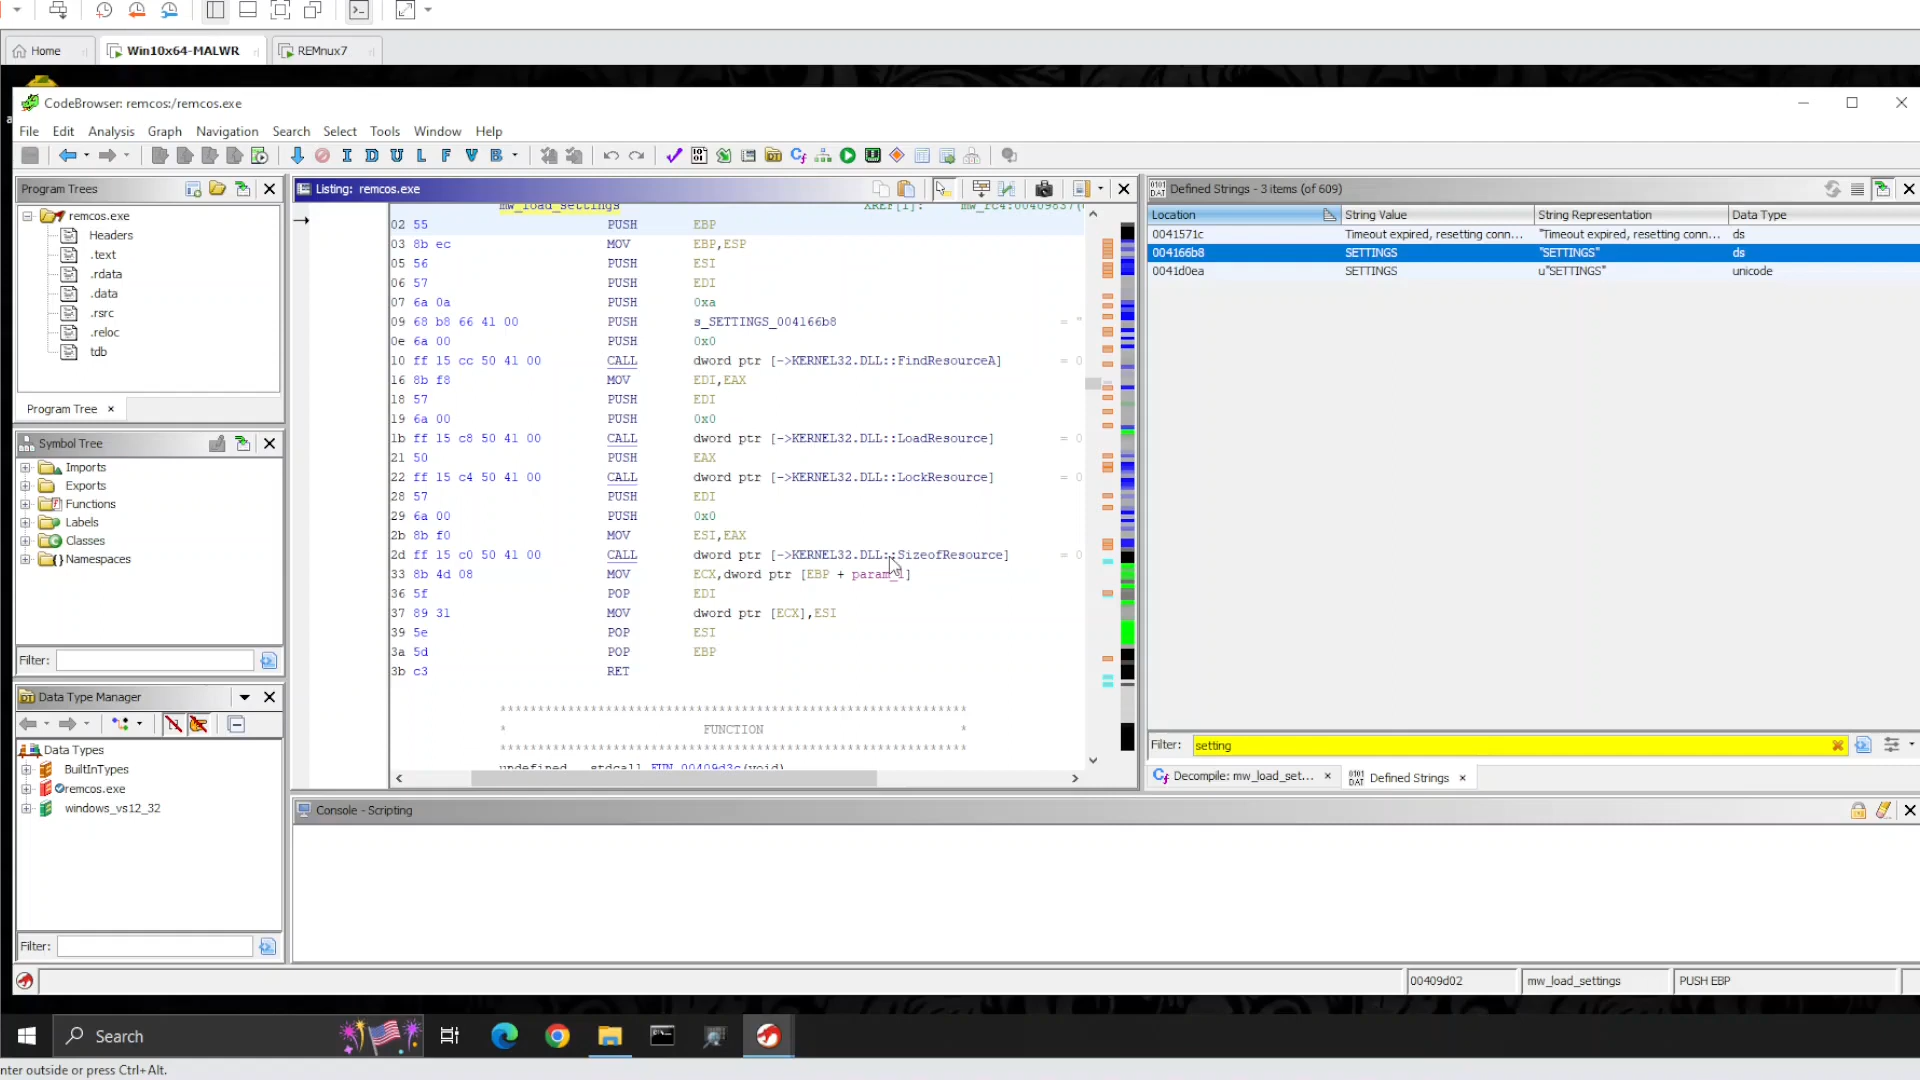 Home
Win10x64-MALWR
REMnux7
CodeBrowser: remcos:/remcos.exe
File Edit Analysis Graph Navigation Search Select Tools Window Help
I D U L F V B
Program Trees
remcos.exe
Headers
.text
.rdata
.data
.rsrc
.reloc
tdb
Program Tree ×
Symbol Tree
Imports
Exports
Functions
Labels
Classes
Namespaces
Filter:
Data Type Manager
Data Types
BuiltInTypes
remcos.exe
windows_vs12_32
Filter:
Listing: remcos.exe
mw_load_settings XREF[1]: mw_rc4:00409837(
02 55 PUSH EBP
03 8b ec MOV EBP,ESP
05 56 PUSH ESI
06 57 PUSH EDI
07 6a 0a PUSH 0xa
09 68 b8 66 41 00 PUSH s_SETTINGS_004166b8 = "
0e 6a 00 PUSH 0x0
10 ff 15 cc 50 41 00 CALL dword ptr [->KERNEL32.DLL::FindResourceA] = 0
16 8b f8 MOV EDI,EAX
18 57 PUSH EDI
19 6a 00 PUSH 0x0
1b ff 15 c8 50 41 00 CALL dword ptr [->KERNEL32.DLL::LoadResource] = 0
21 50 PUSH EAX
22 ff 15 c4 50 41 00 CALL dword ptr [->KERNEL32.DLL::LockResource] = 0
28 57 PUSH EDI
29 6a 00 PUSH 0x0
2b 8b f0 MOV ESI,EAX
2d ff 15 c0 50 41 00 CALL dword ptr [->KERNEL32.DLL::SizeofResource] = 0
33 8b 4d 08 MOV ECX,dword ptr [EBP + param_1]
36 5f POP EDI
37 89 31 MOV dword ptr [ECX],ESI
39 5e POP ESI
3a 5d POP EBP
3b c3 RET
**************************************************************
* FUNCTION *
**************************************************************
undefined __stdcall FUN_00409d3c(void)
Defined Strings - 3 items (of 609)
Location String Value String Representation Data Type
0041571c Timeout expired, resetting conn... "Timeout expired, resetting conn... ds
004166b8 SETTINGS "SETTINGS" ds
0041d0ea SETTINGS u"SETTINGS" unicode
Filter: setting
Decompile: mw_load_set... × Defined Strings ×
Console - Scripting
00409d02 mw_load_settings PUSH EBP
Search
nter outside or press Ctrl+Alt.